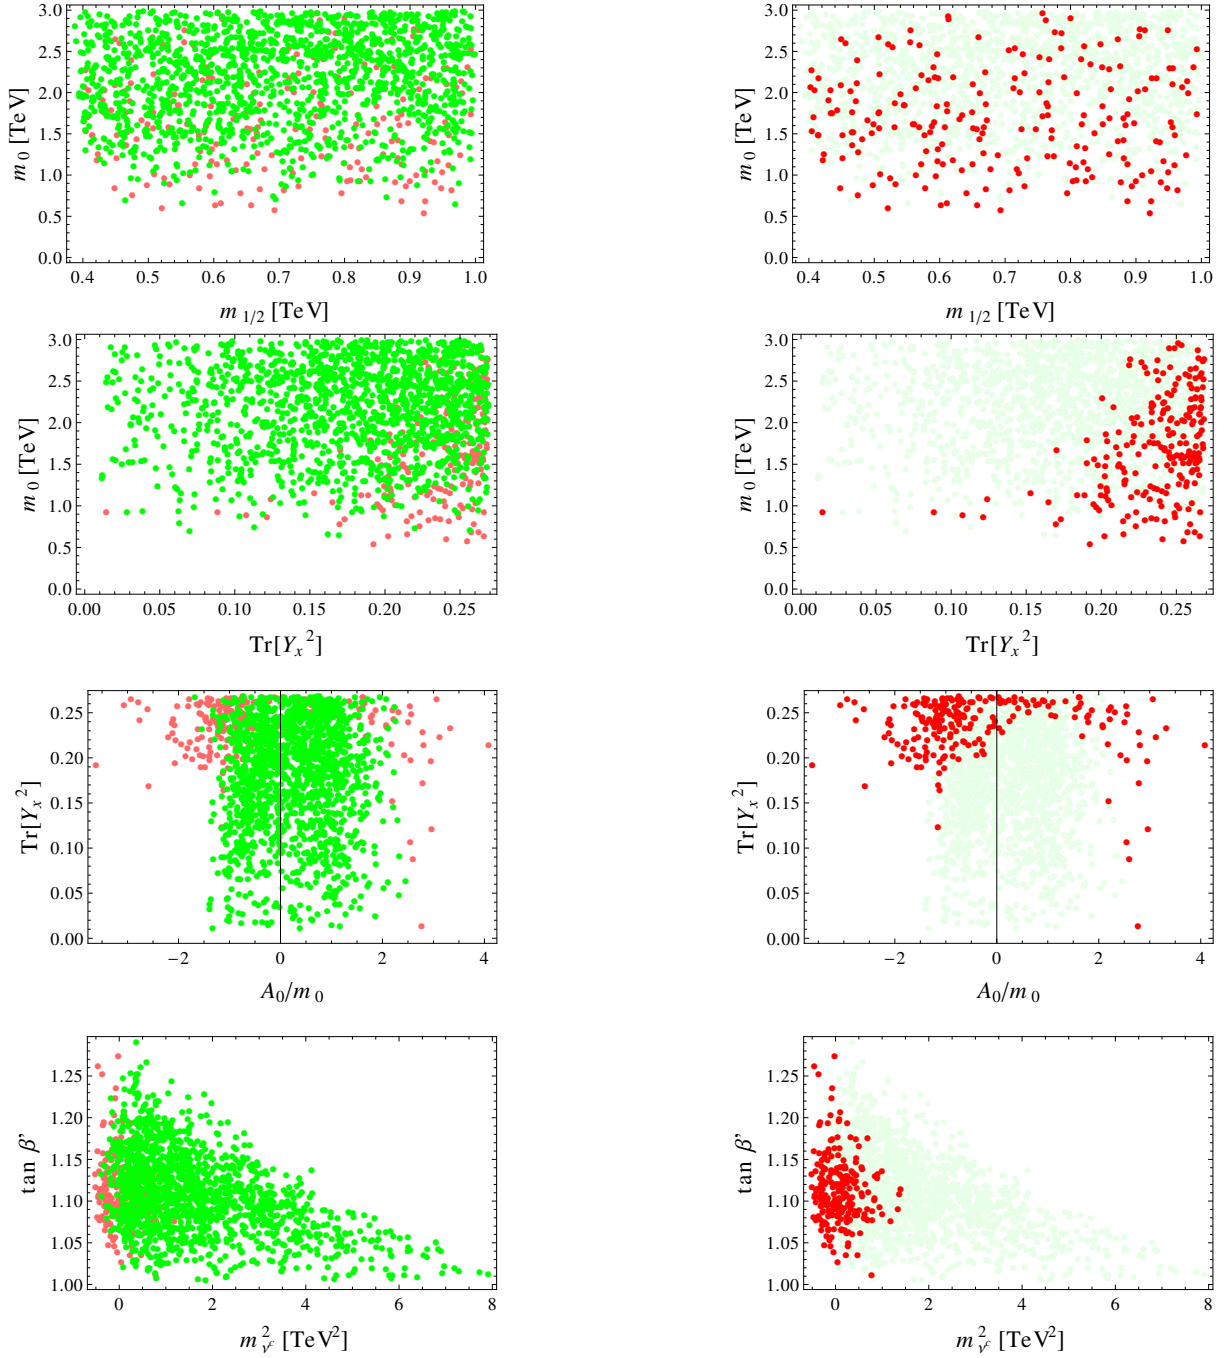 3.0 3.0
2.5 2.5
2.0 2.0
m 0 [TeV] m 0 [TeV]
1.5 1.5
1.0 1.0
0.5 0.5
0.0 0.0
0.4 0.5 0.6 0.7 0.8 0.9 1.0 0.4 0.5 0.6 0.7 0.8 0.9 1.0
m 1/2 [TeV] m 1/2 [TeV]
3.0 3.0
2.5 2.5
2.0 2.0
m 0 [TeV] m 0 [TeV]
1.5 1.5
1.0 1.0
0.5 0.5
0.0 0.0
0.00 0.05 0.10 0.15 0.20 0.25 0.00 0.05 0.10 0.15 0.20 0.25
Tr[Yₓ²] Tr[Yₓ²]
0.25 0.25
0.20 0.20
Tr[Yₓ²] Tr[Yₓ²]
0.15 0.15
0.10 0.10
0.05 0.05
0.00 0.00
−2 0 2 4 −2 0 2 4
A₀/m 0 A₀/m 0
1.25 1.25
1.20 1.20
tan β' tan β'
1.15 1.15
1.10 1.10
1.05 1.05
1.00 1.00
0 2 4 6 8 0 2 4 6 8
m²_νᶜ [TeV²] m²_νᶜ [TeV²]